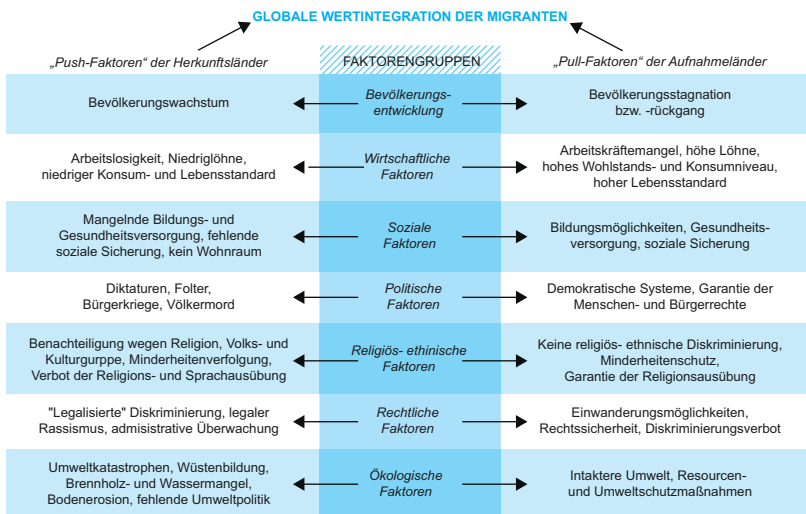 GLOBALE WERTINTEGRATION DER MIGRANTEN
„Push-Faktoren“ der Herkunftsländer
FAKTORENGRUPPEN
„Pull-Faktoren“ der Aufnahmeländer
Bevölkerungswachstum
Bevölkerungs-
entwicklung
Bevölkerungsstagnation
bzw. -rückgang
Arbeitslosigkeit, Niedriglöhne,
niedriger Konsum- und Lebensstandard
Wirtschaftliche
Faktoren
Arbeitskräftemangel, höhe Löhne,
hohes Wohlstands- und Konsumniveau,
hoher Lebensstandard
Mangelnde Bildungs- und
Gesundheitsversorgung, fehlende
soziale Sicherung, kein Wohnraum
Soziale
Faktoren
Bildungsmöglichkeiten, Gesundheits-
versorgung, soziale Sicherung
Diktaturen, Folter,
Bürgerkriege, Völkermord
Politische
Faktoren
Demokratische Systeme, Garantie der
Menschen- und Bürgerrechte
Benachteiligung wegen Religion, Volks- und
Kulturgurppe, Minderheitenverfolgung,
Verbot der Religions- und Sprachausübung
Religiös- ethinische
Faktoren
Keine religiös- ethnische Diskriminierung,
Minderheitenschutz,
Garantie der Religionsausübung
"Legalisierte" Diskriminierung, legaler
Rassismus, admisistrative Überwachung
Rechtliche
Faktoren
Einwanderungsmöglichkeiten,
Rechtssicherheit, Diskriminierungsverbot
Umweltkatastrophen, Wüstenbildung,
Brennholz- und Wassermangel,
Bodenerosion, fehlende Umweltpolitik
Ökologische
Faktoren
Intaktere Umwelt, Resourcen-
und Umweltschutzmaßnahmen